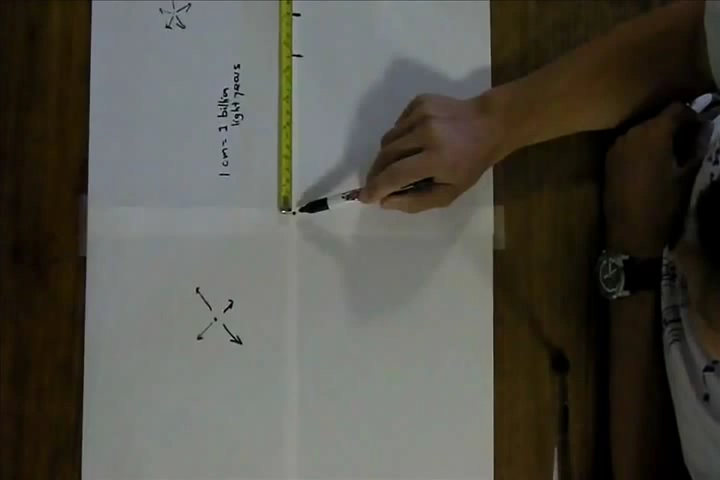 1 cm = 1 billion
light years